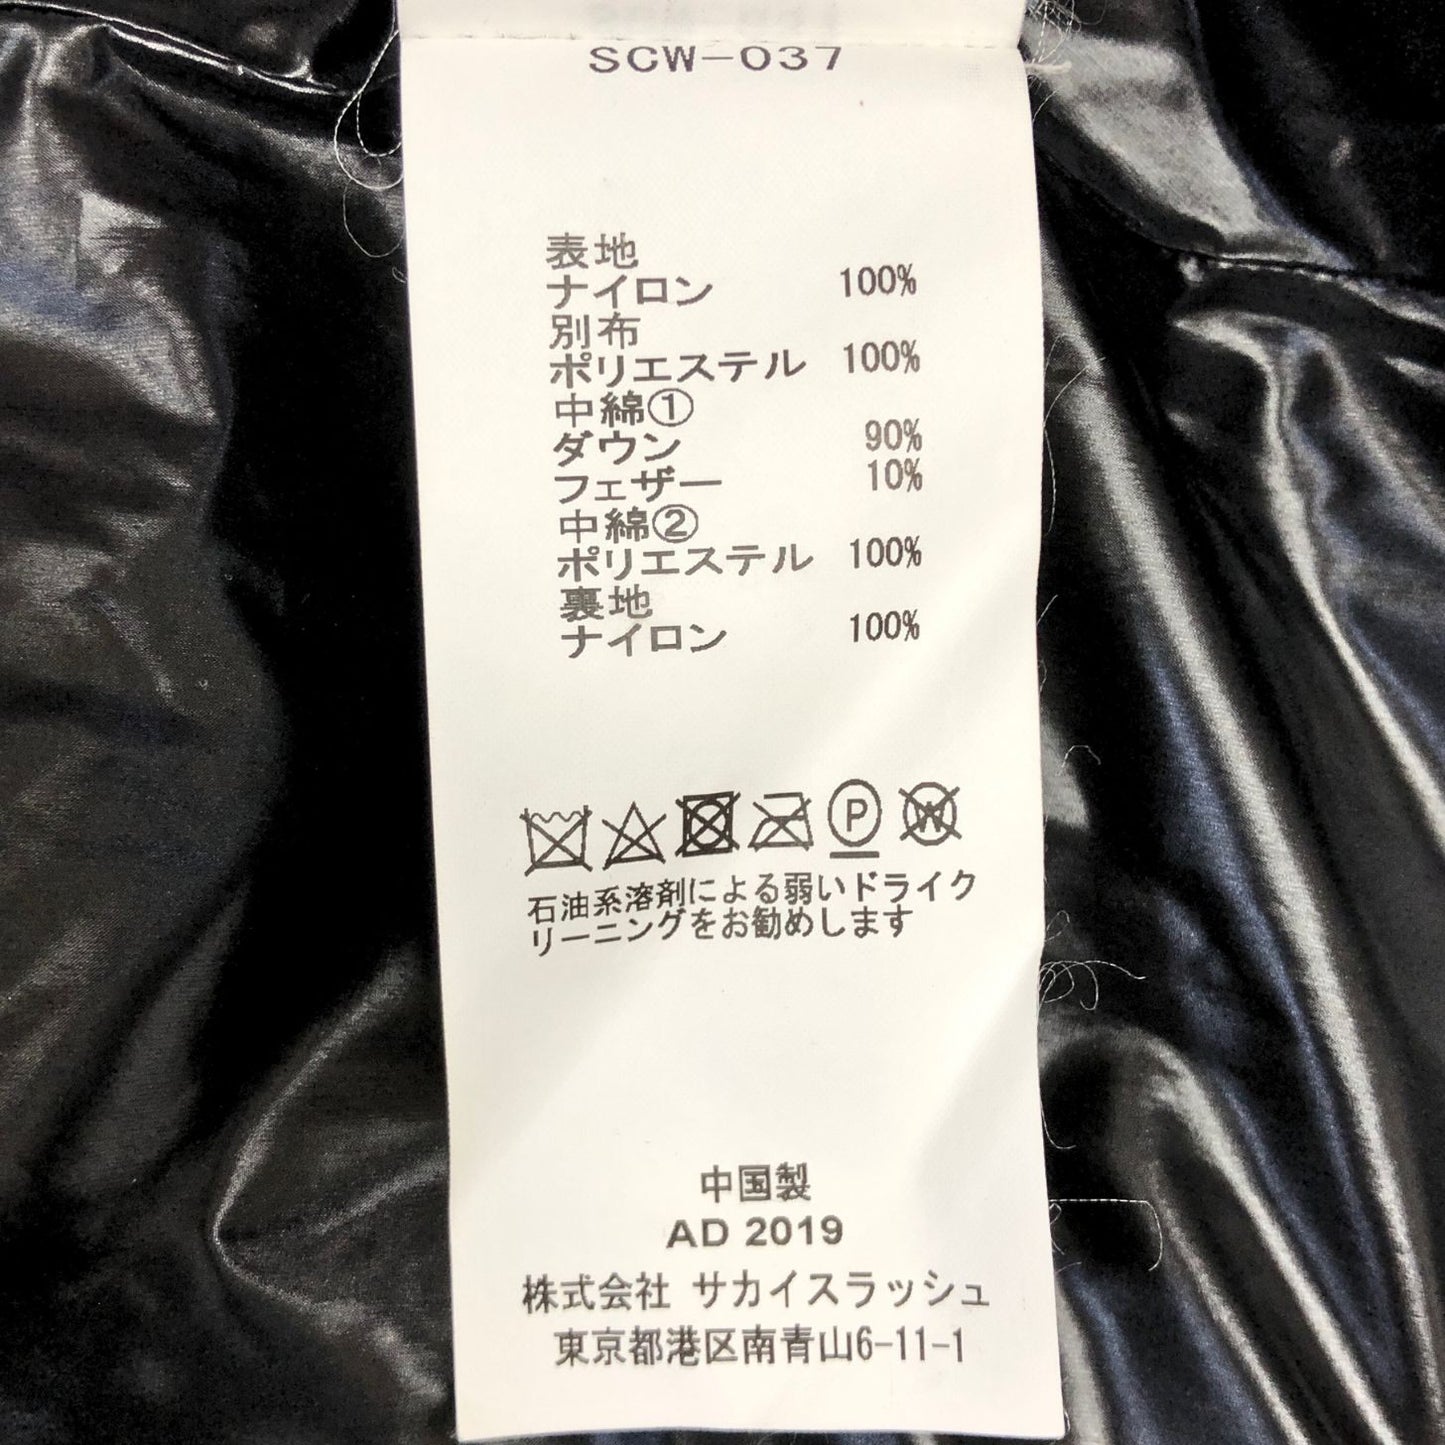 SCW-037
表地
ナイロン 100%
別布
ポリエステル 100%
中綿①
ダウン 90%
フェザー 10%
中綿②
ポリエステル 100%
裏地
ナイロン 100%
P W
石油系溶剤による弱いドライク
リーニングをお勧めします
中国製
AD 2019
株式会社 サカイスラッシュ
東京都港区南青山6-11-1